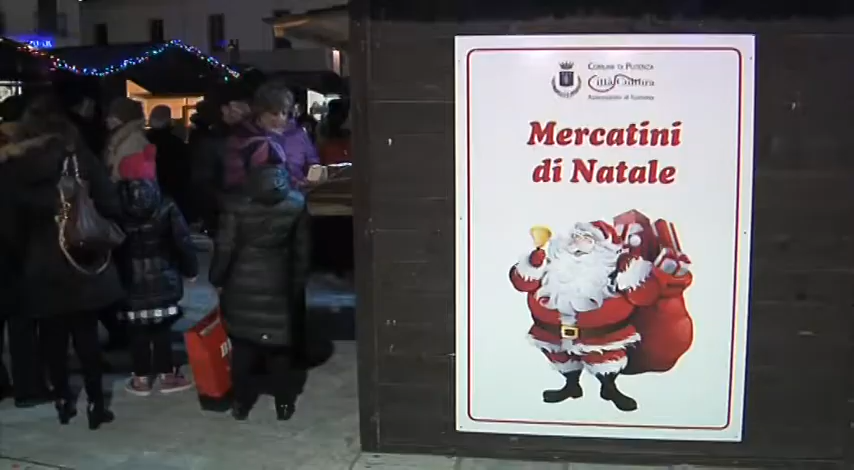 COMUNE DI POTENZA
Città Cultura
Mercatini
di Natale